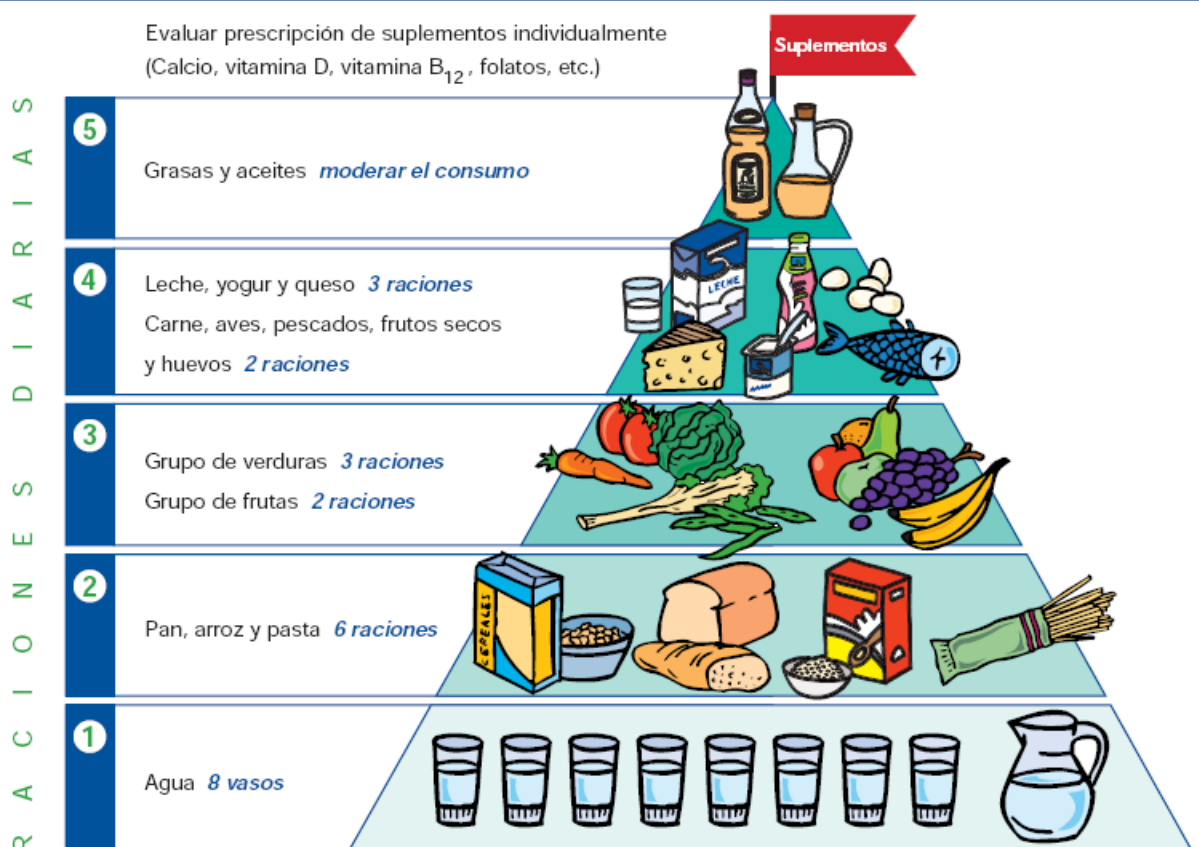 Evaluar prescripción de suplementos individualmente
(Calcio, vitamina D, vitamina B12, folatos, etc.)
Suplementos
RACIONES DIARIAS
5
Grasas y aceites moderar el consumo
4
Leche, yogur y queso 3 raciones
Carne, aves, pescados, frutos secos
y huevos 2 raciones
LECHE
3
Grupo de verduras 3 raciones
Grupo de frutas 2 raciones
2
Pan, arroz y pasta 6 raciones
CEREALES
1
Agua 8 vasos